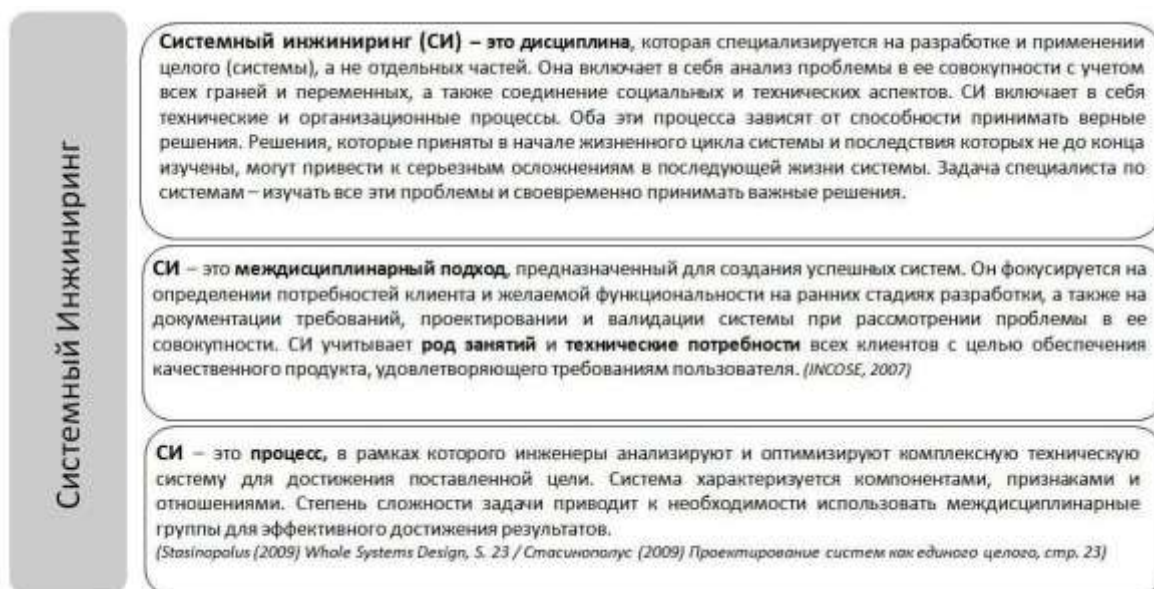 Системный Инжиниринг
Системный инжиниринг (СИ) – это дисциплина, которая специализируется на разработке и применении
целого (системы), а не отдельных частей. Она включает в себя анализ проблемы в ее совокупности с учетом
всех граней и переменных, а также соединение социальных и технических аспектов. СИ включает в себя
технические и организационные процессы. Оба эти процесса зависят от способности принимать верные
решения. Решения, которые приняты в начале жизненного цикла системы и последствия которых не до конца
изучены, могут привести к серьезным осложнениям в последующей жизни системы. Задача специалиста по
системам – изучать все эти проблемы и своевременно принимать важные решения.
СИ – это междисциплинарный подход, предназначенный для создания успешных систем. Он фокусируется на
определении потребностей клиента и желаемой функциональности на ранних стадиях разработки, а также на
документации требований, проектировании и валидации системы при рассмотрении проблемы в ее
совокупности. СИ учитывает род занятий и технические потребности всех клиентов с целью обеспечения
качественного продукта, удовлетворяющего требованиям пользователя. (INCOSE, 2007)
СИ – это процесс, в рамках которого инженеры анализируют и оптимизируют комплексную техническую
систему для достижения поставленной цели. Система характеризуется компонентами, признаками и
отношениями. Степень сложности задачи приводит к необходимости использовать междисциплинарные
группы для эффективного достижения результатов.
(Stasinopolus (2009) Whole Systems Design, S. 23 / Стасинополус (2009) Проектирование систем как единого целого, стр. 23)